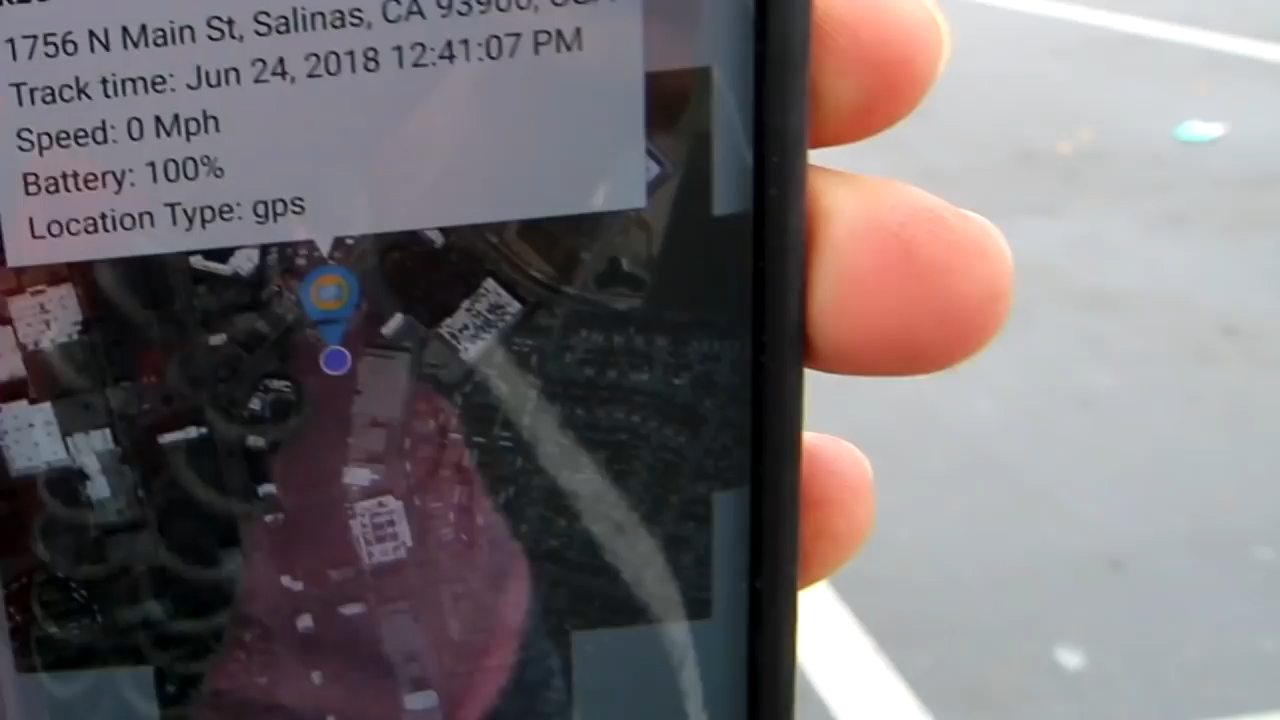 1756 N Main St, Salinas, CA 93906,
Track time: Jun 24, 2018 12:41:07 PM
Speed: 0 Mph
Battery: 100%
Location Type: gps